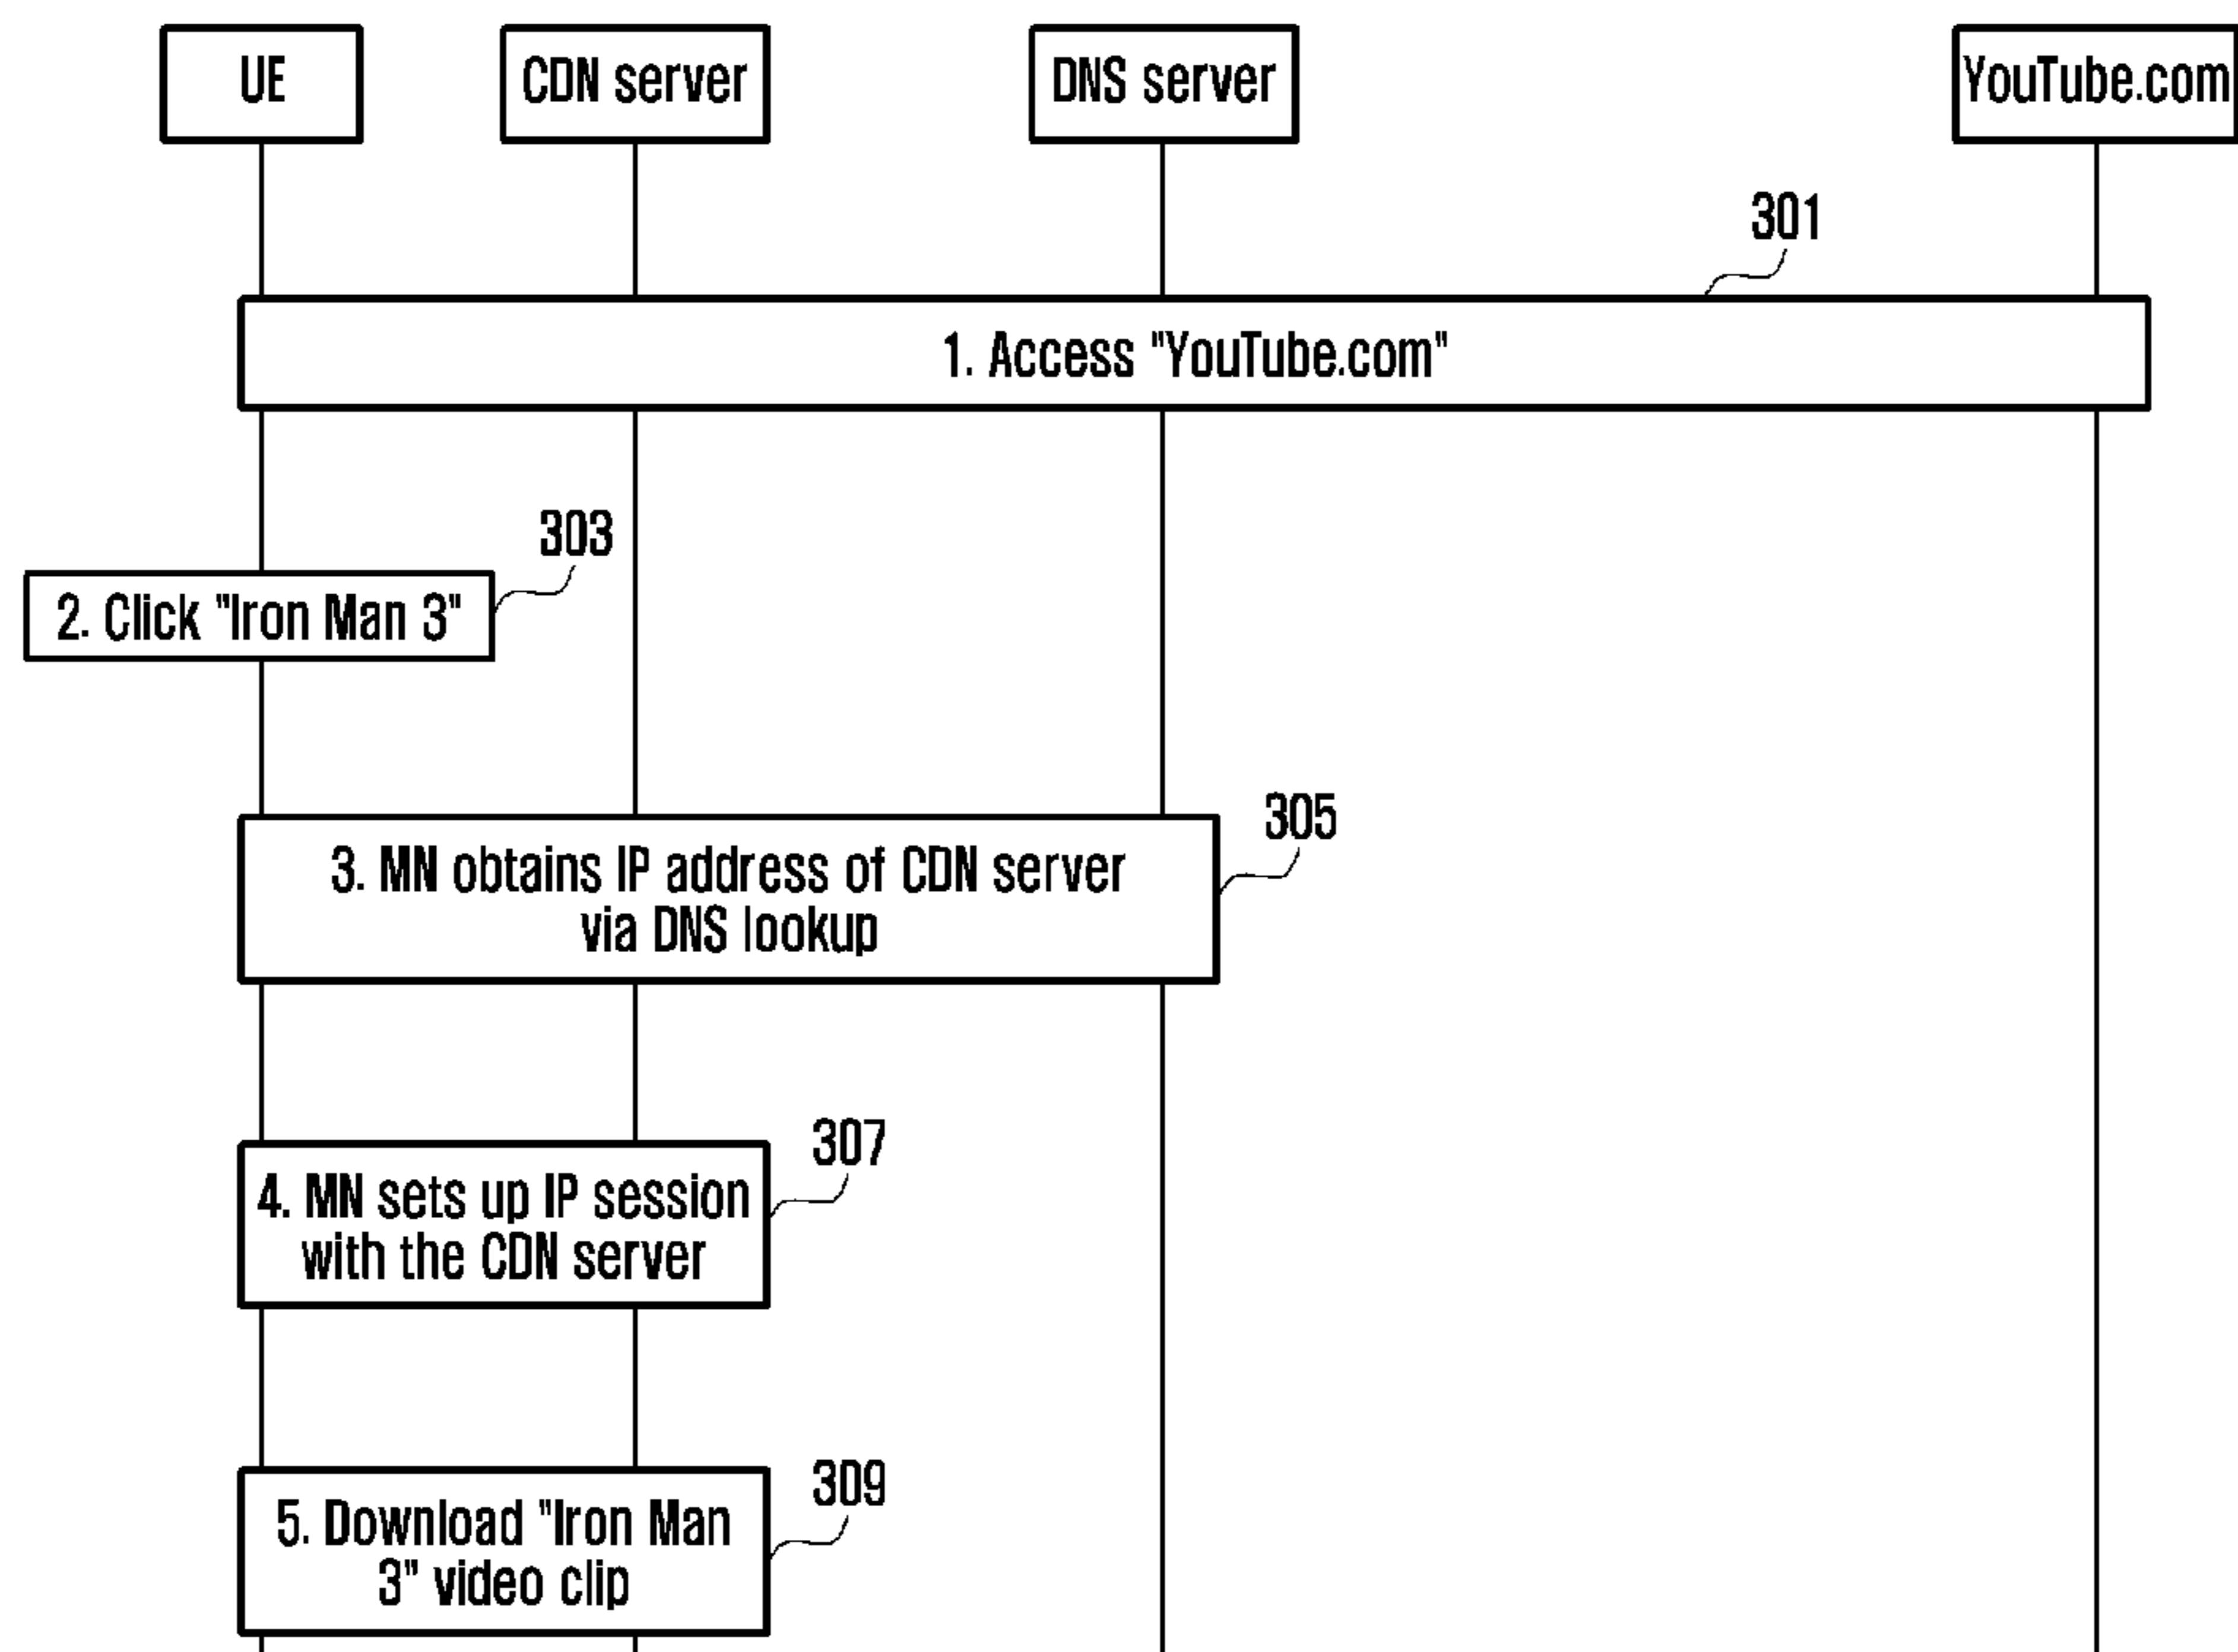 UE
CDN server
DNS server
YouTube.com
301
1. Access "YouTube.com"
303
2. Click "Iron Man 3"
305
3. MN obtains IP address of CDN server
via DNS lookup
307
4. MN sets up IP session
with the CDN server
309
5. Download "Iron Man
3" video clip